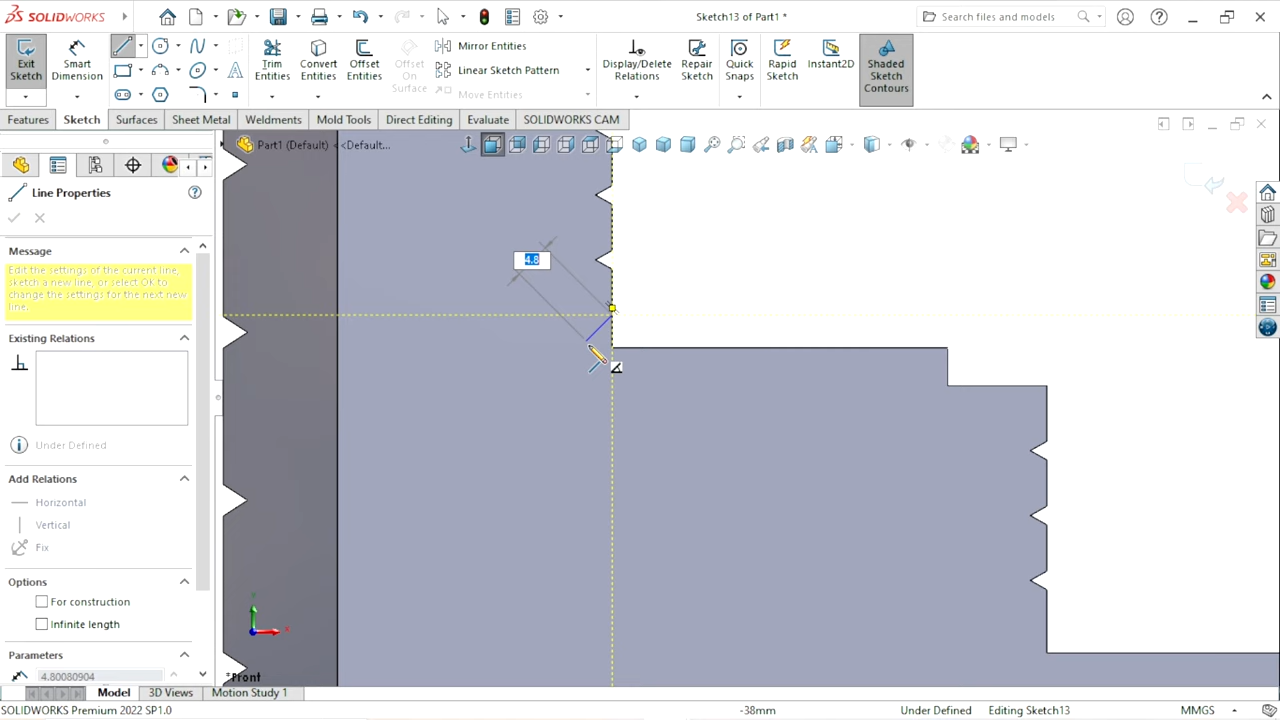 SOLIDWORKS
Sketch13 of Part1 *
Search files and models
Exit Sketch
Smart Dimension
Trim Entities
Convert Entities
Offset Entities
Offset On Surface
Mirror Entities
Linear Sketch Pattern
Move Entities
Display/Delete Relations
Repair Sketch
Quick Snaps
Rapid Sketch
Instant2D
Shaded Sketch Contours
Features
Sketch
Surfaces
Sheet Metal
Weldments
Mold Tools
Direct Editing
Evaluate
SOLIDWORKS CAM
Part1 (Default) <<Default...
Line Properties
Message
Edit the settings of the current line,
sketch a new line, or select OK to
change the settings for the next new
line.
Existing Relations
Under Defined
Add Relations
Horizontal
Vertical
Fix
Options
For construction
Infinite length
Parameters
4.80080904
4.8
*Front
Model
3D Views
Motion Study 1
SOLIDWORKS Premium 2022 SP1.0
-38mm
Under Defined
Editing Sketch13
MMGS